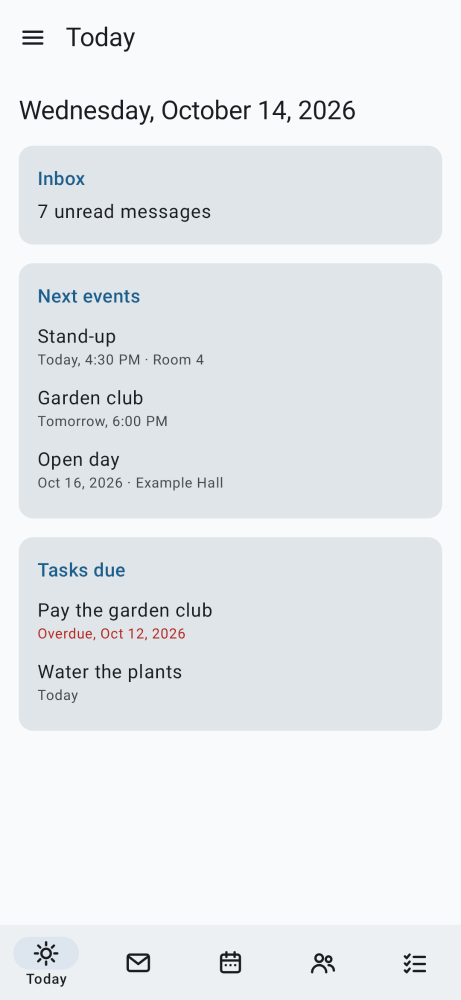 Today
Wednesday, October 14, 2026
Inbox
7 unread messages
Next events
Stand-up
Today, 4:30 PM · Room 4
Garden club
Tomorrow, 6:00 PM
Open day
Oct 16, 2026 · Example Hall
Tasks due
Pay the garden club
Overdue, Oct 12, 2026
Water the plants
Today
Today